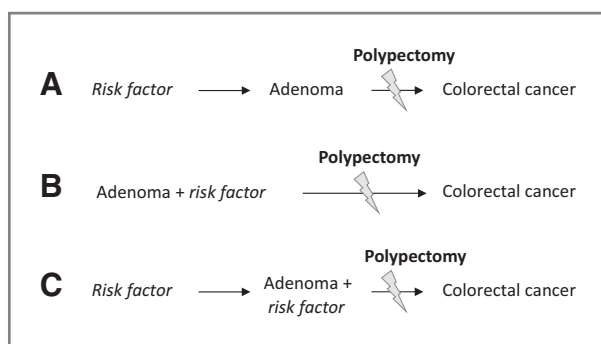 Polypectomy
A Risk factor Adenoma Colorectal cancer
Polypectomy
B Adenoma + risk factor Colorectal cancer
Polypectomy
C Risk factor Adenoma + risk factor Colorectal cancer